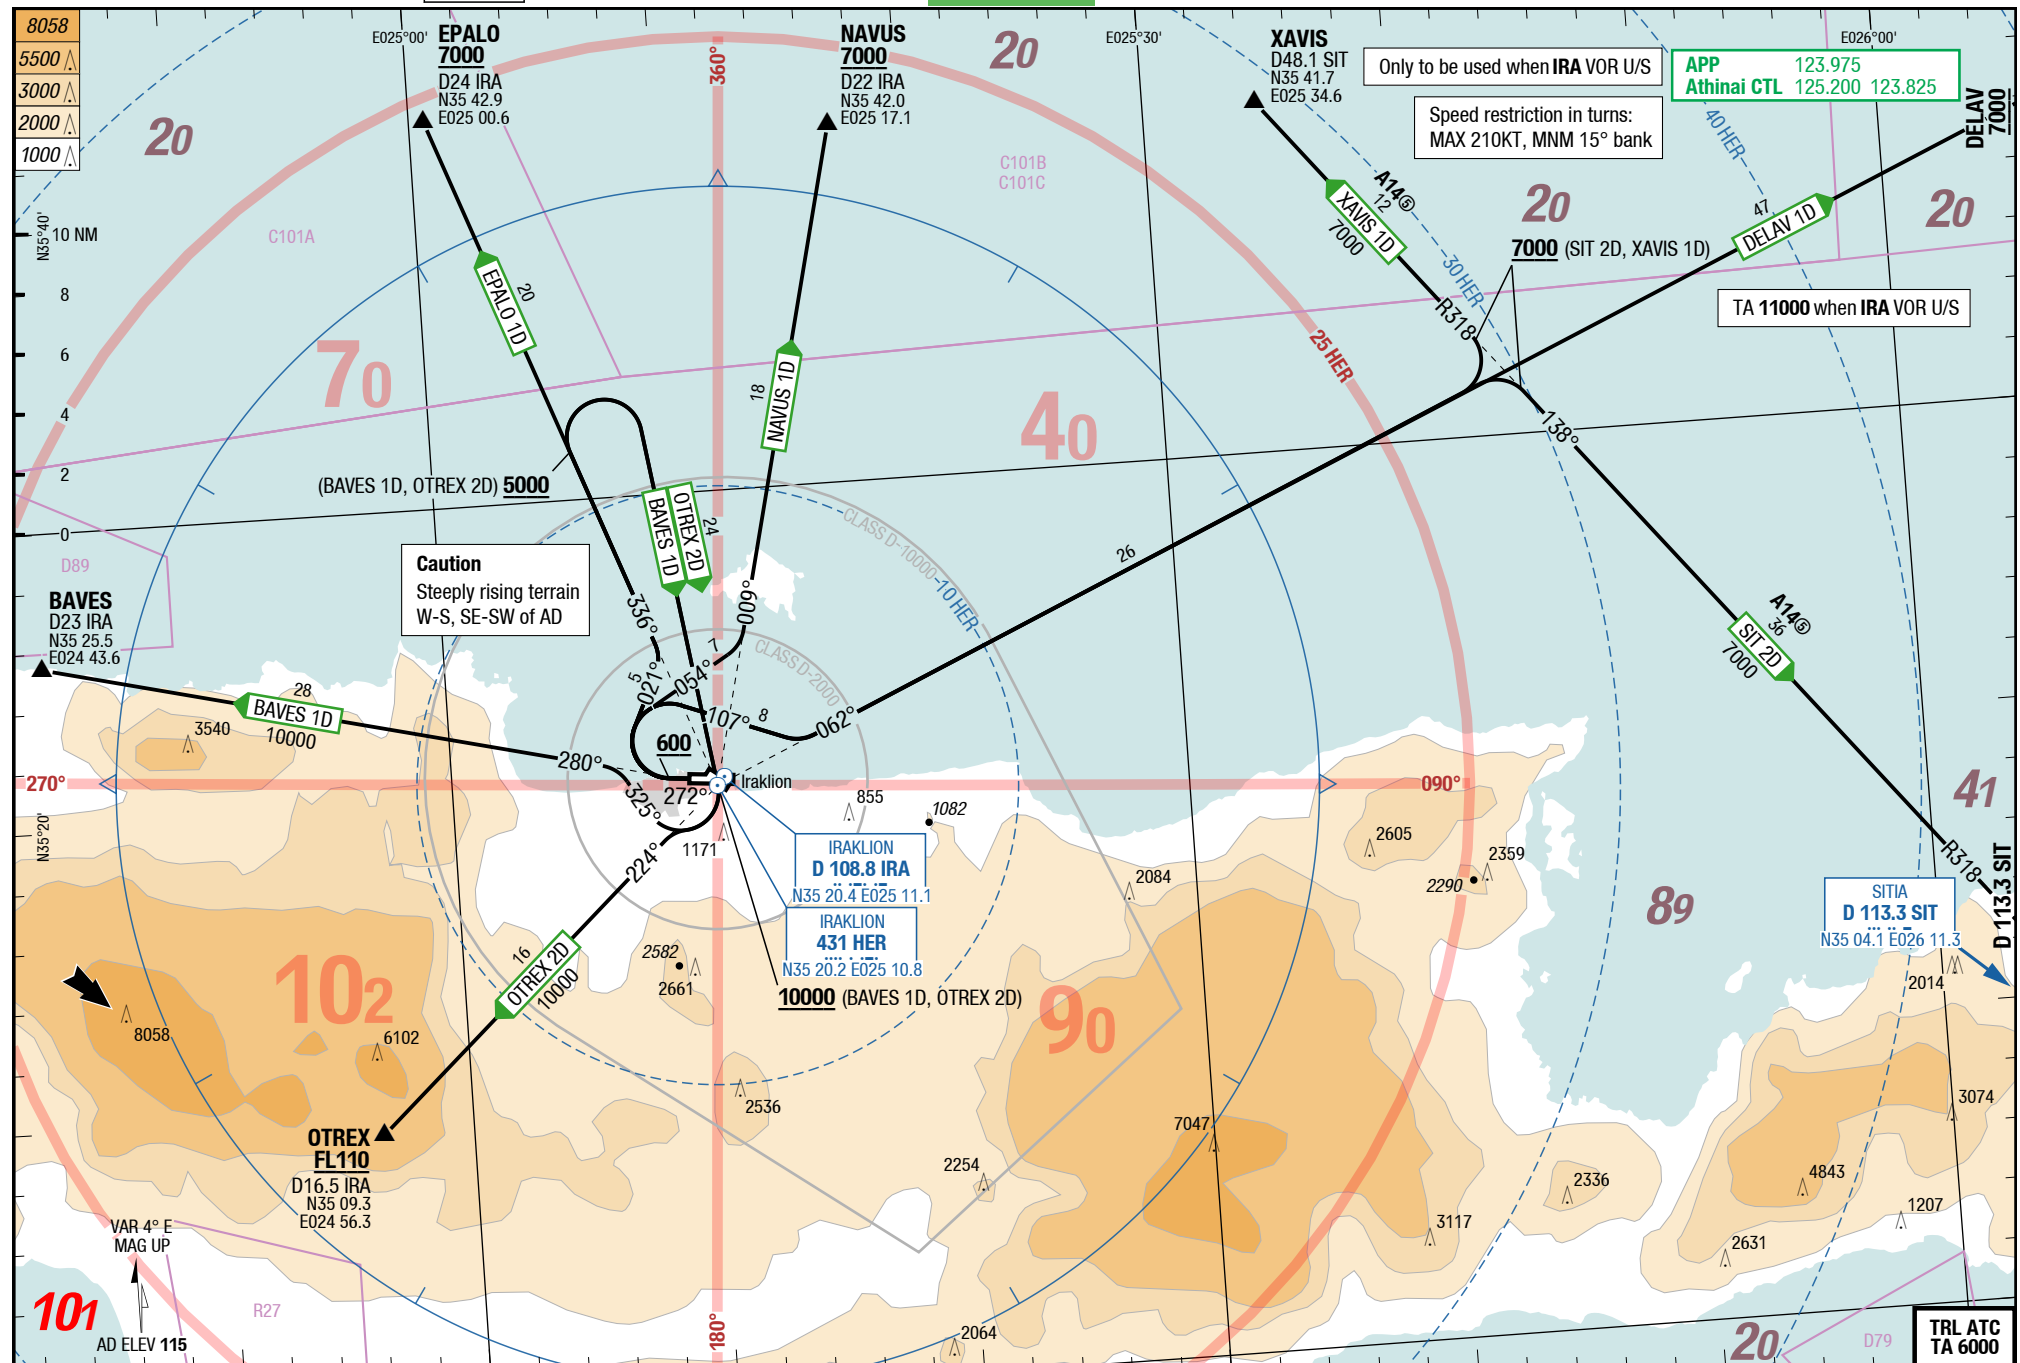 8058
5500
3000
2000
1000
EPALO
7000
D24 IRA
N35 42.9
E025 00.6
E025°00'
NAVUS
7000
D22 IRA
N35 42.0
E025 17.1
360°
20
E025°30'
XAVIS
D48.1 SIT
N35 41.7
E025 34.6
Only to be used when IRA VOR U/S
Speed restriction in turns:
MAX 210KT, MNM 15° bank
APP 123.975
Athinai CTL 125.200 123.825
E026°00'
DELAV
7000
40 HER
20
C101A
C101B
C101C
N35°40'
10 NM
8
6
4
2
0
A14⑤
12
XAVIS 1D
7000
R318
30 HER
20
7000 (SIT 2D, XAVIS 1D)
47
DELAV 1D
20
TA 11000 when IRA VOR U/S
EPALO 1D
20
NAVUS 1D
18
70
40
25 HER
138°
(BAVES 1D, OTREX 2D) 5000
BAVES 1D
OTREX 2D
24
CLASS D-10000
10 HER
26
D89
Caution
Steeply rising terrain
W-S, SE-SW of AD
BAVES
D23 IRA
N35 25.5
E024 43.6
336°
009°
7
054°
5
021°
CLASS D-2000
107°
8
062°
A14⑤
36
SIT 2D
7000
28
BAVES 1D
10000
3540
280°
600
272°
325°
224°
Iraklion
270°
090°
N35°20'
1171
855
1082
2605
2359
2290
2084
41
R318
D 113.3 SIT
IRAKLION
D 108.8 IRA
N35 20.4 E025 11.1
IRAKLION
431 HER
N35 20.2 E025 10.8
10000 (BAVES 1D, OTREX 2D)
89
SITIA
D 113.3 SIT
N35 04.1 E026 11.3
2014
16
OTREX 2D
10000
2582
2661
102
90
8058
6102
2536
7047
3074
OTREX
FL110
D16.5 IRA
N35 09.3
E024 56.3
2254
2336
4843
1207
3117
2631
VAR 4° E
MAG UP
101
R27
AD ELEV 115
180°
2064
20
D79
TRL ATC
TA 6000